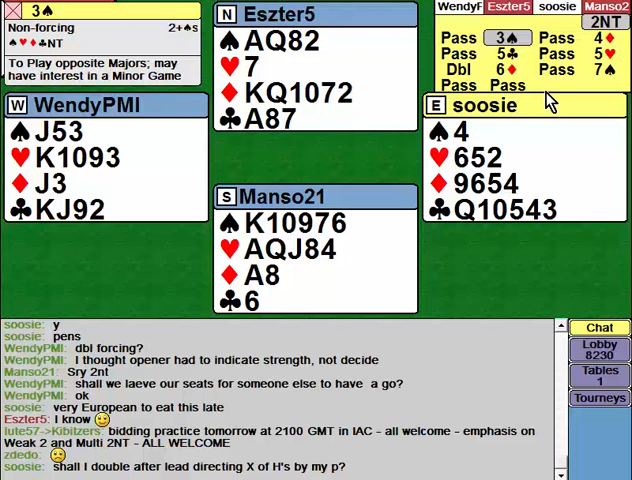 3♠
Non-forcing 2+♠s
♠♥♦♣NT
To Play opposite Majors; may
have interest in a Minor Game
N Eszter5
♠ AQ82
♥ 7
♦ KQ1072
♣ A87
WendyP Eszter5 soosie Manso2
2NT
Pass 3♠ Pass 4♦
Pass 5♣ Pass 5♥
Dbl 6♦ Pass 7♠
Pass Pass
W WendyPMI
♠ J53
♥ K1093
♦ J3
♣ KJ92
E soosie
♠ 4
♥ 652
♦ 9654
♣ Q10543
S Manso21
♠ K10976
♥ AQJ84
♦ A8
♣ 6
soosie: y
soosie: pens
WendyPMI: dbl forcing?
WendyPMI: I thought opener had to indicate strength, not decide
Manso21: Sry 2nt
WendyPMI: shall we laeve our seats for someone else to have a go?
WendyPMI: ok
soosie: very European to eat this late
Eszter5: I know
lute57->Kibitzers: bidding practice tomorrow at 2100 GMT in IAC - all welcome - emphasis on
Weak 2 and Multi 2NT - ALL WELCOME
zdedo:
soosie: shall I double after lead directing X of H's by my p?
Chat
Lobby
8230
Tables
1
Tourneys